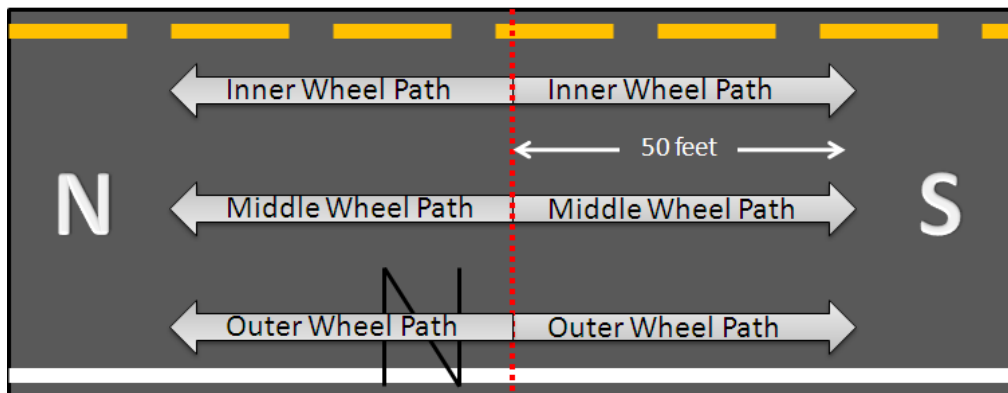 Inner Wheel Path Inner Wheel Path
50 feet
N Middle Wheel Path Middle Wheel Path S
N
Outer Wheel Path Outer Wheel Path